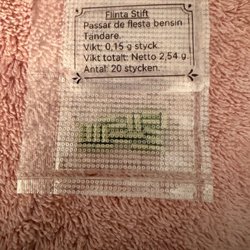 Flinta Stift
Passar de flesta bensin
Tändare.
Vikt: 0,15 g styck.
Vikt totalt: Netto 2,54 g
Antal: 20 stycken.